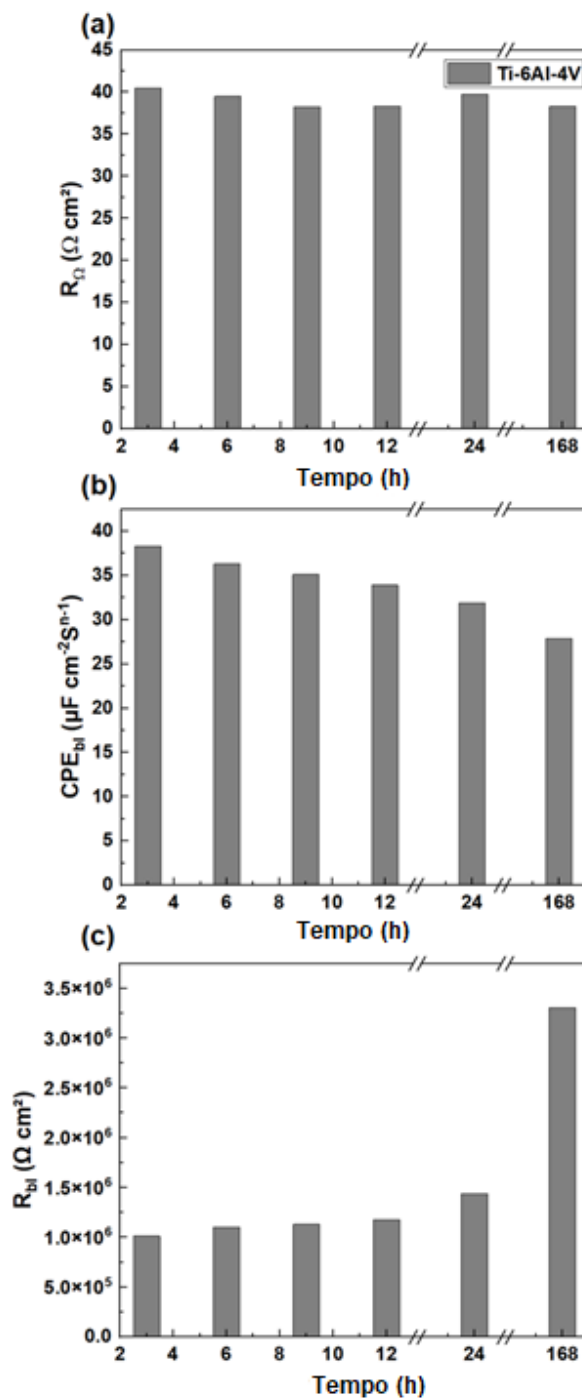 (a)
45
40
35
30
25
20
15
10
5
0
R_Ω (Ω cm²)
Ti-6Al-4V
2 4 6 8 10 12 24 168
Tempo (h)
(b)
40
35
30
25
20
15
10
5
0
CPE_bl (µF cm⁻²Sⁿ⁻¹)
2 4 6 8 10 12 24 168
Tempo (h)
(c)
3.5×10⁶
3.0×10⁶
2.5×10⁶
2.0×10⁶
1.5×10⁶
1.0×10⁶
5.0×10⁵
0.0
R_bl (Ω cm²)
2 4 6 8 10 12 24 168
Tempo (h)